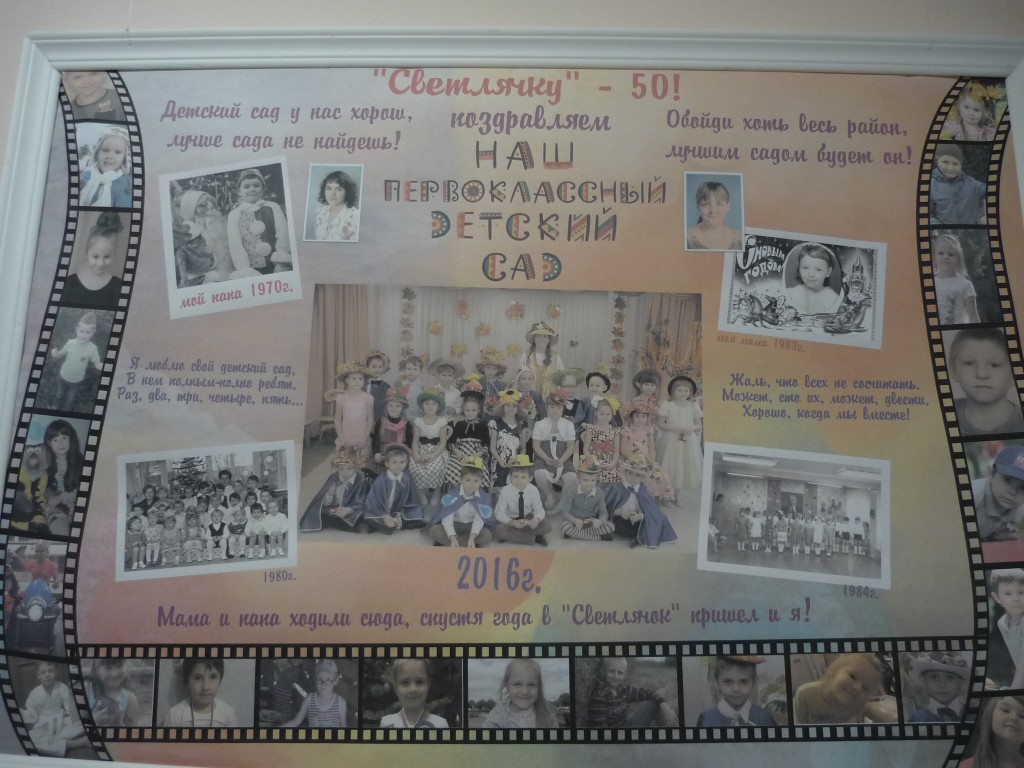 "Светлячку" - 50!
поздравляем
НАШ
ПЕРВОКЛАССНЫЙ
ДЕТСКИЙ
САД
Детский сад у нас хорош,
лучше сада не найдешь!
Обойди хоть весь район,
лучшим садом будет он!
мой папа 1970г.
С НОВЫМ
ГОДОМ!
моя мама 1983г.
Я люблю свой детский сад,
В нем полным-полно ребят.
Раз, два, три, четыре, пять...
Жаль, что всех не сосчитать.
Может, сто их, может, двести.
Хорошо, когда мы вместе!
1980г.
2016г.
1984г.
Мама и папа ходили сюда, спустя года в "Светлячок" пришел и я!